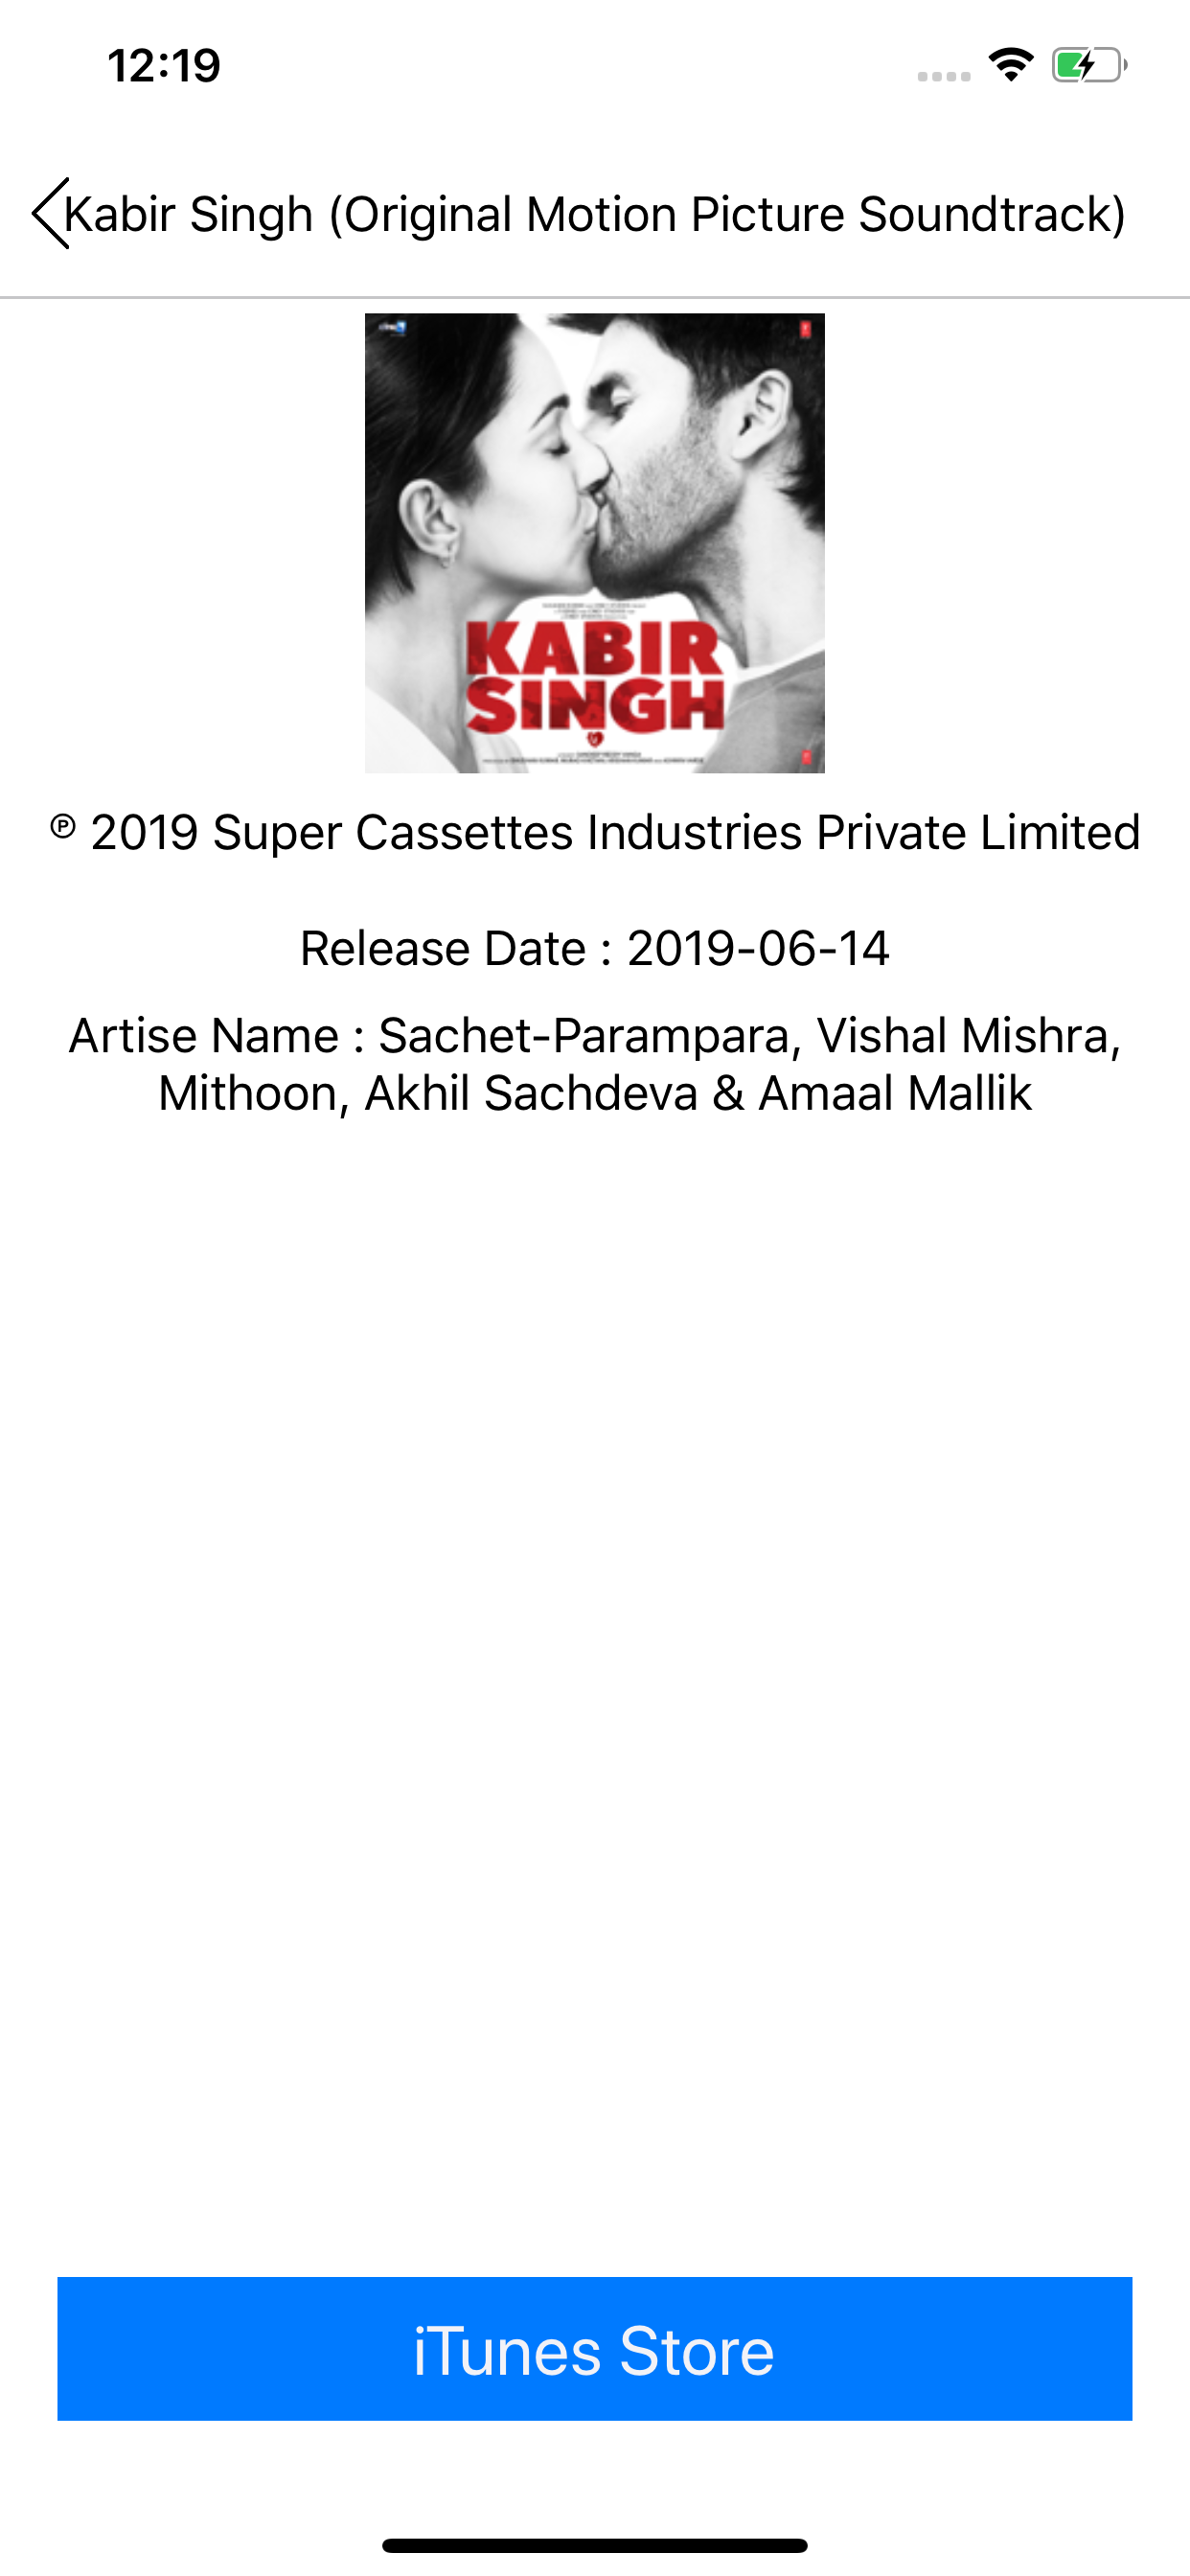 12:19
Kabir Singh (Original Motion Picture Soundtrack)
KABIR
SINGH
℗ 2019 Super Cassettes Industries Private Limited
Release Date : 2019-06-14
Artise Name : Sachet-Parampara, Vishal Mishra,
Mithoon, Akhil Sachdeva & Amaal Mallik
iTunes Store